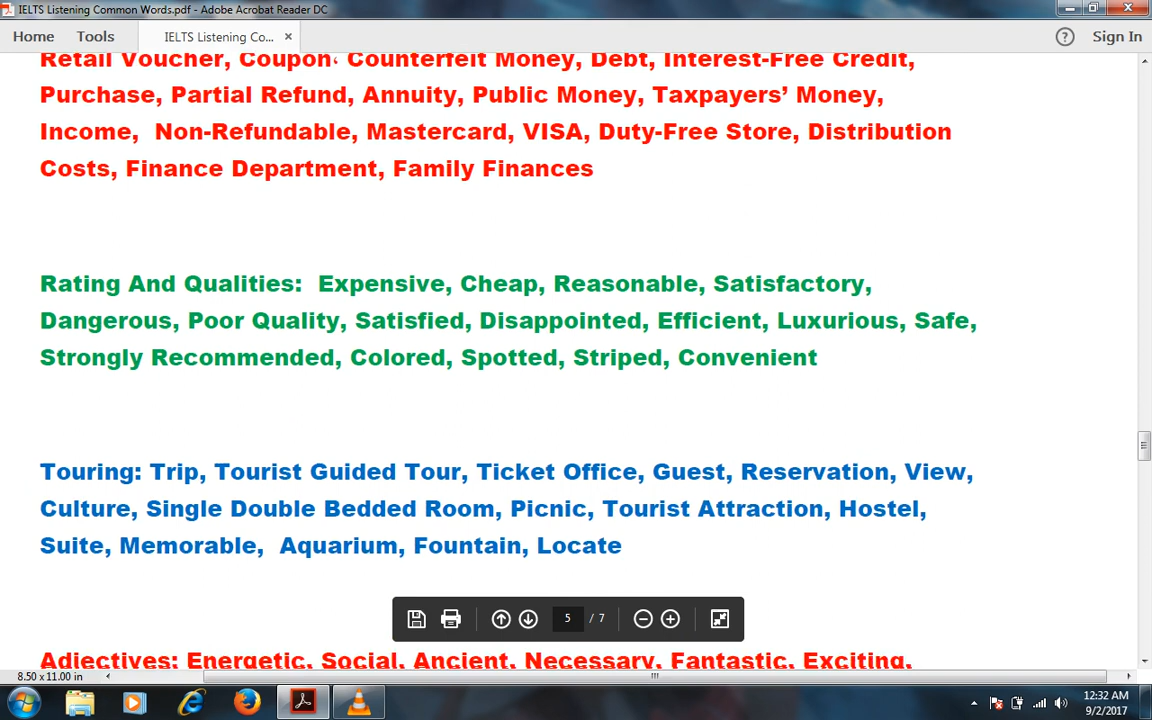 IELTS Listening Common Words.pdf - Adobe Acrobat Reader DC
Home Tools IELTS Listening Co... × ? Sign In
Retail Voucher, Coupon, Counterfeit Money, Debt, Interest-Free Credit,
Purchase, Partial Refund, Annuity, Public Money, Taxpayers’ Money,
Income,  Non-Refundable, Mastercard, VISA, Duty-Free Store, Distribution
Costs, Finance Department, Family Finances
Rating And Qualities:  Expensive, Cheap, Reasonable, Satisfactory,
Dangerous, Poor Quality, Satisfied, Disappointed, Efficient, Luxurious, Safe,
Strongly Recommended, Colored, Spotted, Striped, Convenient
Touring: Trip, Tourist Guided Tour, Ticket Office, Guest, Reservation, View,
Culture, Single Double Bedded Room, Picnic, Tourist Attraction, Hostel,
Suite, Memorable,  Aquarium, Fountain, Locate
5 / 7
Adjectives: Energetic, Social, Ancient, Necessary, Fantastic, Exciting,
8.50 x 11.00 in
12:32 AM
9/2/2017